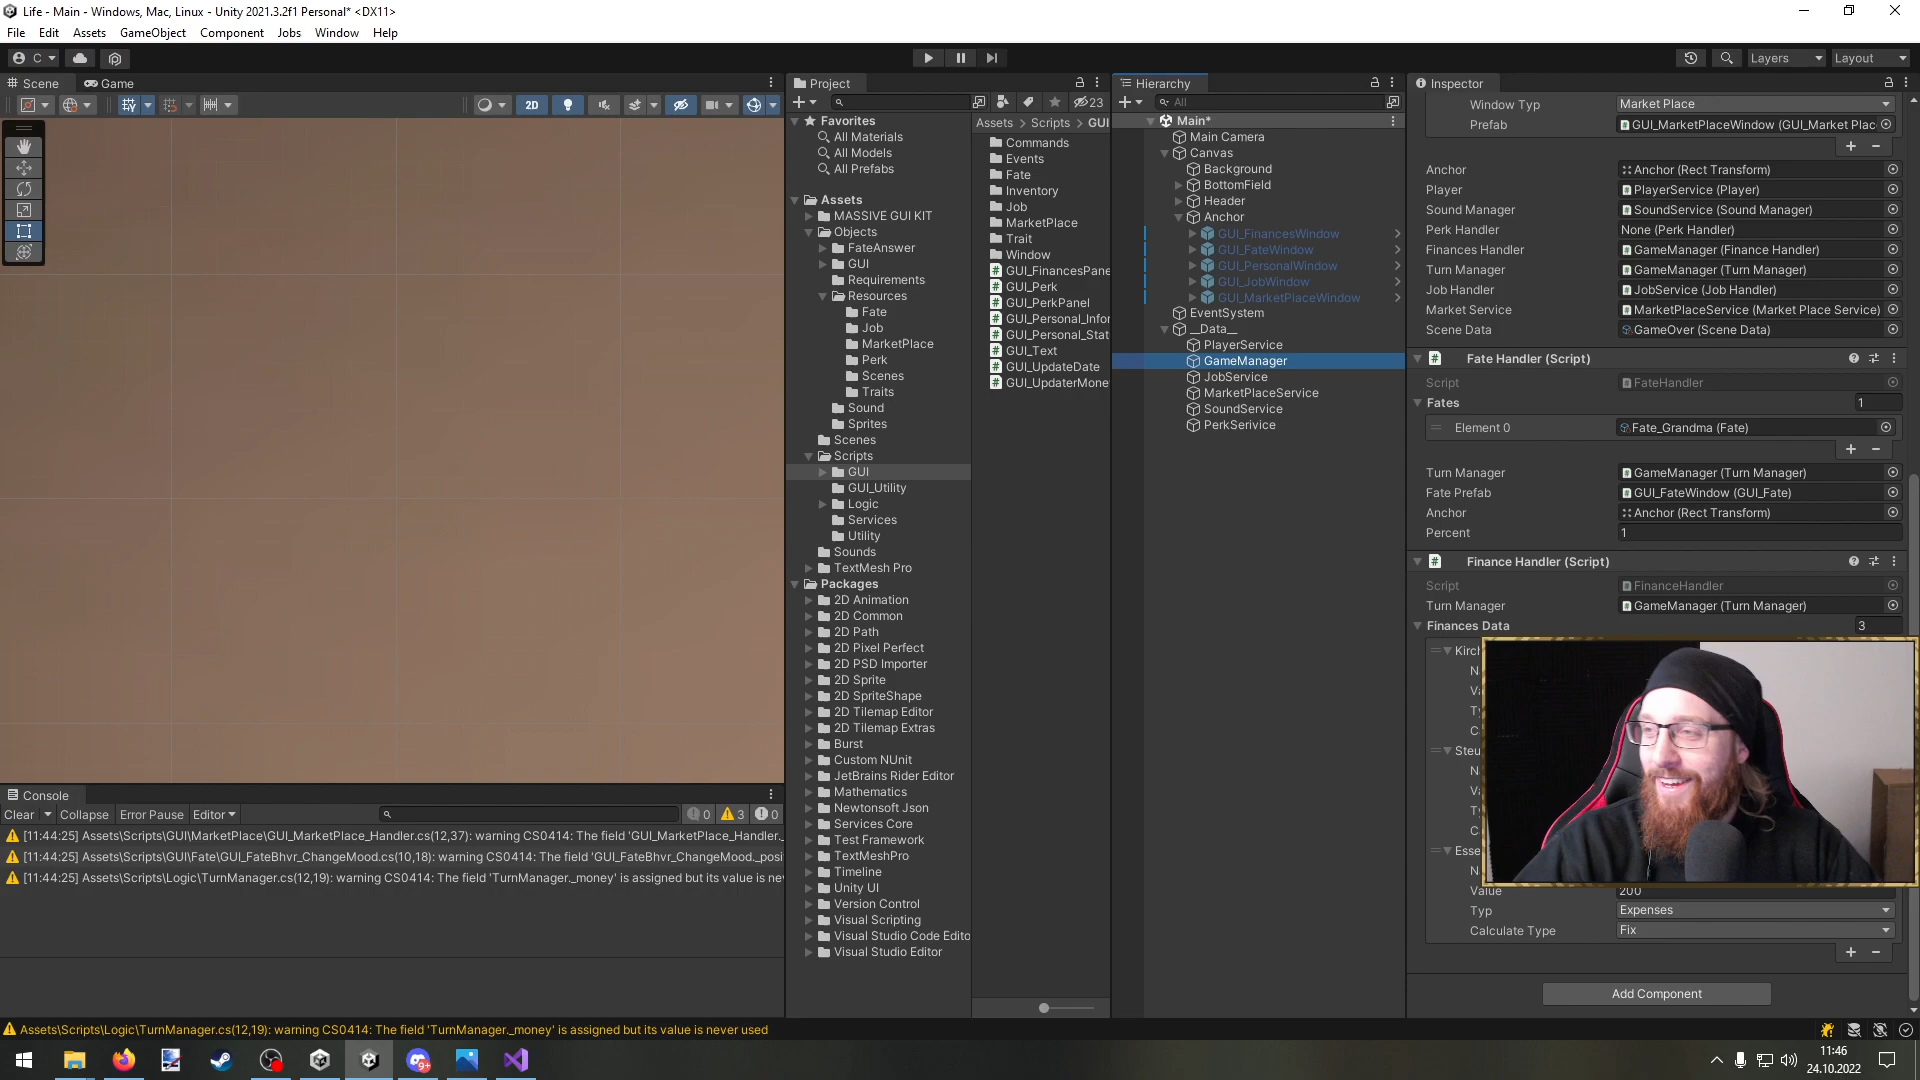 Life - Main - Windows, Mac, Linux - Unity 2021.3.2f1 Personal* <DX11>
File Edit Assets GameObject Component Jobs Window Help
C
Layers
Layout
Scene
Game
2D
Project
23
Favorites
All Materials
All Models
All Prefabs
Assets
MASSIVE GUI KIT
Objects
FateAnswer
GUI
Requirements
Resources
Fate
Job
MarketPlace
Perk
Scenes
Traits
Sound
Sprites
Scenes
Scripts
GUI
GUI_Utility
Logic
Services
Utility
Sounds
TextMesh Pro
Packages
2D Animation
2D Common
2D Path
2D Pixel Perfect
2D PSD Importer
2D Sprite
2D SpriteShape
2D Tilemap Editor
2D Tilemap Extras
Burst
Custom NUnit
JetBrains Rider Editor
Mathematics
Newtonsoft Json
Services Core
Test Framework
TextMeshPro
Timeline
Unity UI
Version Control
Visual Scripting
Visual Studio Code Edito
Visual Studio Editor
Assets > Scripts > GUI
Commands
Events
Fate
Inventory
Job
MarketPlace
Trait
Window
GUI_FinancesPane
GUI_Perk
GUI_PerkPanel
GUI_Personal_Infor
GUI_Personal_Stat
GUI_Text
GUI_UpdateDate
GUI_UpdaterMone
Hierarchy
All
Main*
Main Camera
Canvas
Background
BottomField
Header
Anchor
GUI_FinancesWindow
GUI_FateWindow
GUI_PersonalWindow
GUI_JobWindow
GUI_MarketPlaceWindow
EventSystem
__Data__
PlayerService
GameManager
JobService
MarketPlaceService
SoundService
PerkSerivice
Inspector
Window Typ Market Place
Prefab GUI_MarketPlaceWindow (GUI_Market Plac
Anchor Anchor (Rect Transform)
Player PlayerService (Player)
Sound Manager SoundService (Sound Manager)
Perk Handler None (Perk Handler)
Finances Handler GameManager (Finance Handler)
Turn Manager GameManager (Turn Manager)
Job Handler JobService (Job Handler)
Market Service MarketPlaceService (Market Place Service)
Scene Data GameOver (Scene Data)
Fate Handler (Script)
Script FateHandler
Fates 1
Element 0 Fate_Grandma (Fate)
Turn Manager GameManager (Turn Manager)
Fate Prefab GUI_FateWindow (GUI_Fate)
Anchor Anchor (Rect Transform)
Percent 1
Finance Handler (Script)
Script FinanceHandler
Turn Manager GameManager (Turn Manager)
Finances Data 3
Kirch
N
Va
Ty
C
Steu
N
Va
Ty
Ca
Esse
N
Value 200
Typ Expenses
Calculate Type Fix
Add Component
Console
Clear Collapse Error Pause Editor
0 3 0
[11:44:25] Assets\Scripts\GUI\MarketPlace\GUI_MarketPlace_Handler.cs(12,37): warning CS0414: The field 'GUI_MarketPlace_Handler._
[11:44:25] Assets\Scripts\GUI\Fate\GUI_FateBhvr_ChangeMood.cs(10,18): warning CS0414: The field 'GUI_FateBhvr_ChangeMood._posi
[11:44:25] Assets\Scripts\Logic\TurnManager.cs(12,19): warning CS0414: The field 'TurnManager._money' is assigned but its value is nev
Assets\Scripts\Logic\TurnManager.cs(12,19): warning CS0414: The field 'TurnManager._money' is assigned but its value is never used
9+
11:46
24.10.2022